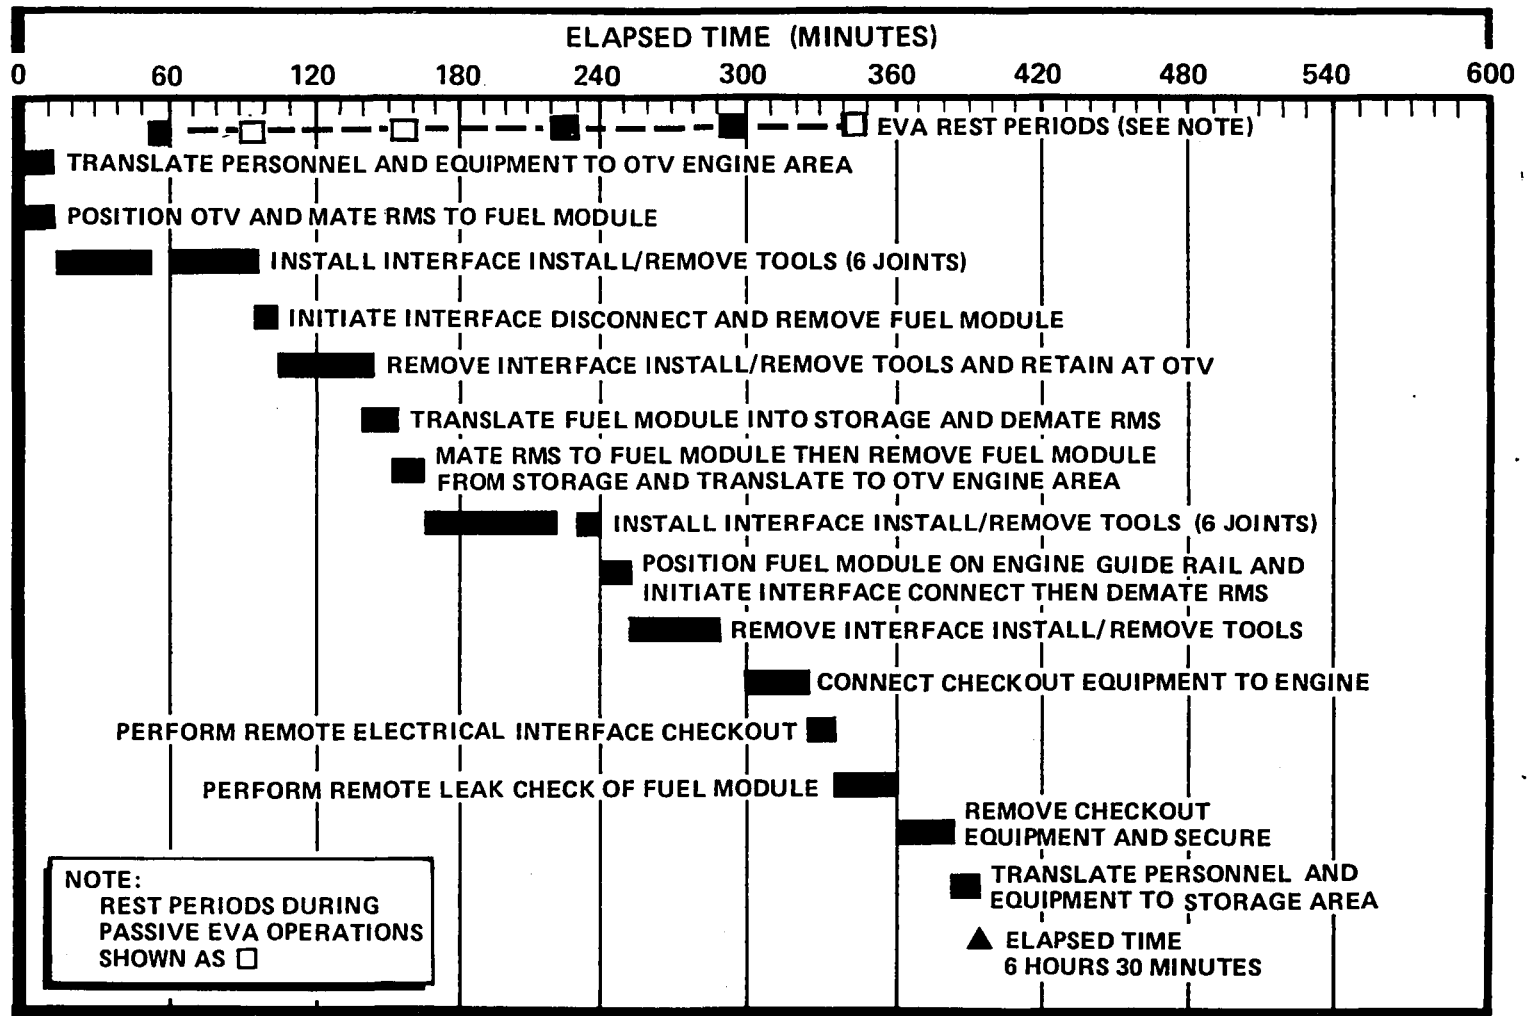 ELAPSED TIME (MINUTES)
0 60 120 180 240 300 360 420 480 540 600
EVA REST PERIODS (SEE NOTE)
TRANSLATE PERSONNEL AND EQUIPMENT TO OTV ENGINE AREA
POSITION OTV AND MATE RMS TO FUEL MODULE
INSTALL INTERFACE INSTALL/REMOVE TOOLS (6 JOINTS)
INITIATE INTERFACE DISCONNECT AND REMOVE FUEL MODULE
REMOVE INTERFACE INSTALL/REMOVE TOOLS AND RETAIN AT OTV
TRANSLATE FUEL MODULE INTO STORAGE AND DEMATE RMS
MATE RMS TO FUEL MODULE THEN REMOVE FUEL MODULE
FROM STORAGE AND TRANSLATE TO OTV ENGINE AREA
INSTALL INTERFACE INSTALL/REMOVE TOOLS (6 JOINTS)
POSITION FUEL MODULE ON ENGINE GUIDE RAIL AND
INITIATE INTERFACE CONNECT THEN DEMATE RMS
REMOVE INTERFACE INSTALL/REMOVE TOOLS
CONNECT CHECKOUT EQUIPMENT TO ENGINE
PERFORM REMOTE ELECTRICAL INTERFACE CHECKOUT
PERFORM REMOTE LEAK CHECK OF FUEL MODULE
REMOVE CHECKOUT
EQUIPMENT AND SECURE
TRANSLATE PERSONNEL AND
EQUIPMENT TO STORAGE AREA
ELAPSED TIME
6 HOURS 30 MINUTES
NOTE:
REST PERIODS DURING
PASSIVE EVA OPERATIONS
SHOWN AS □